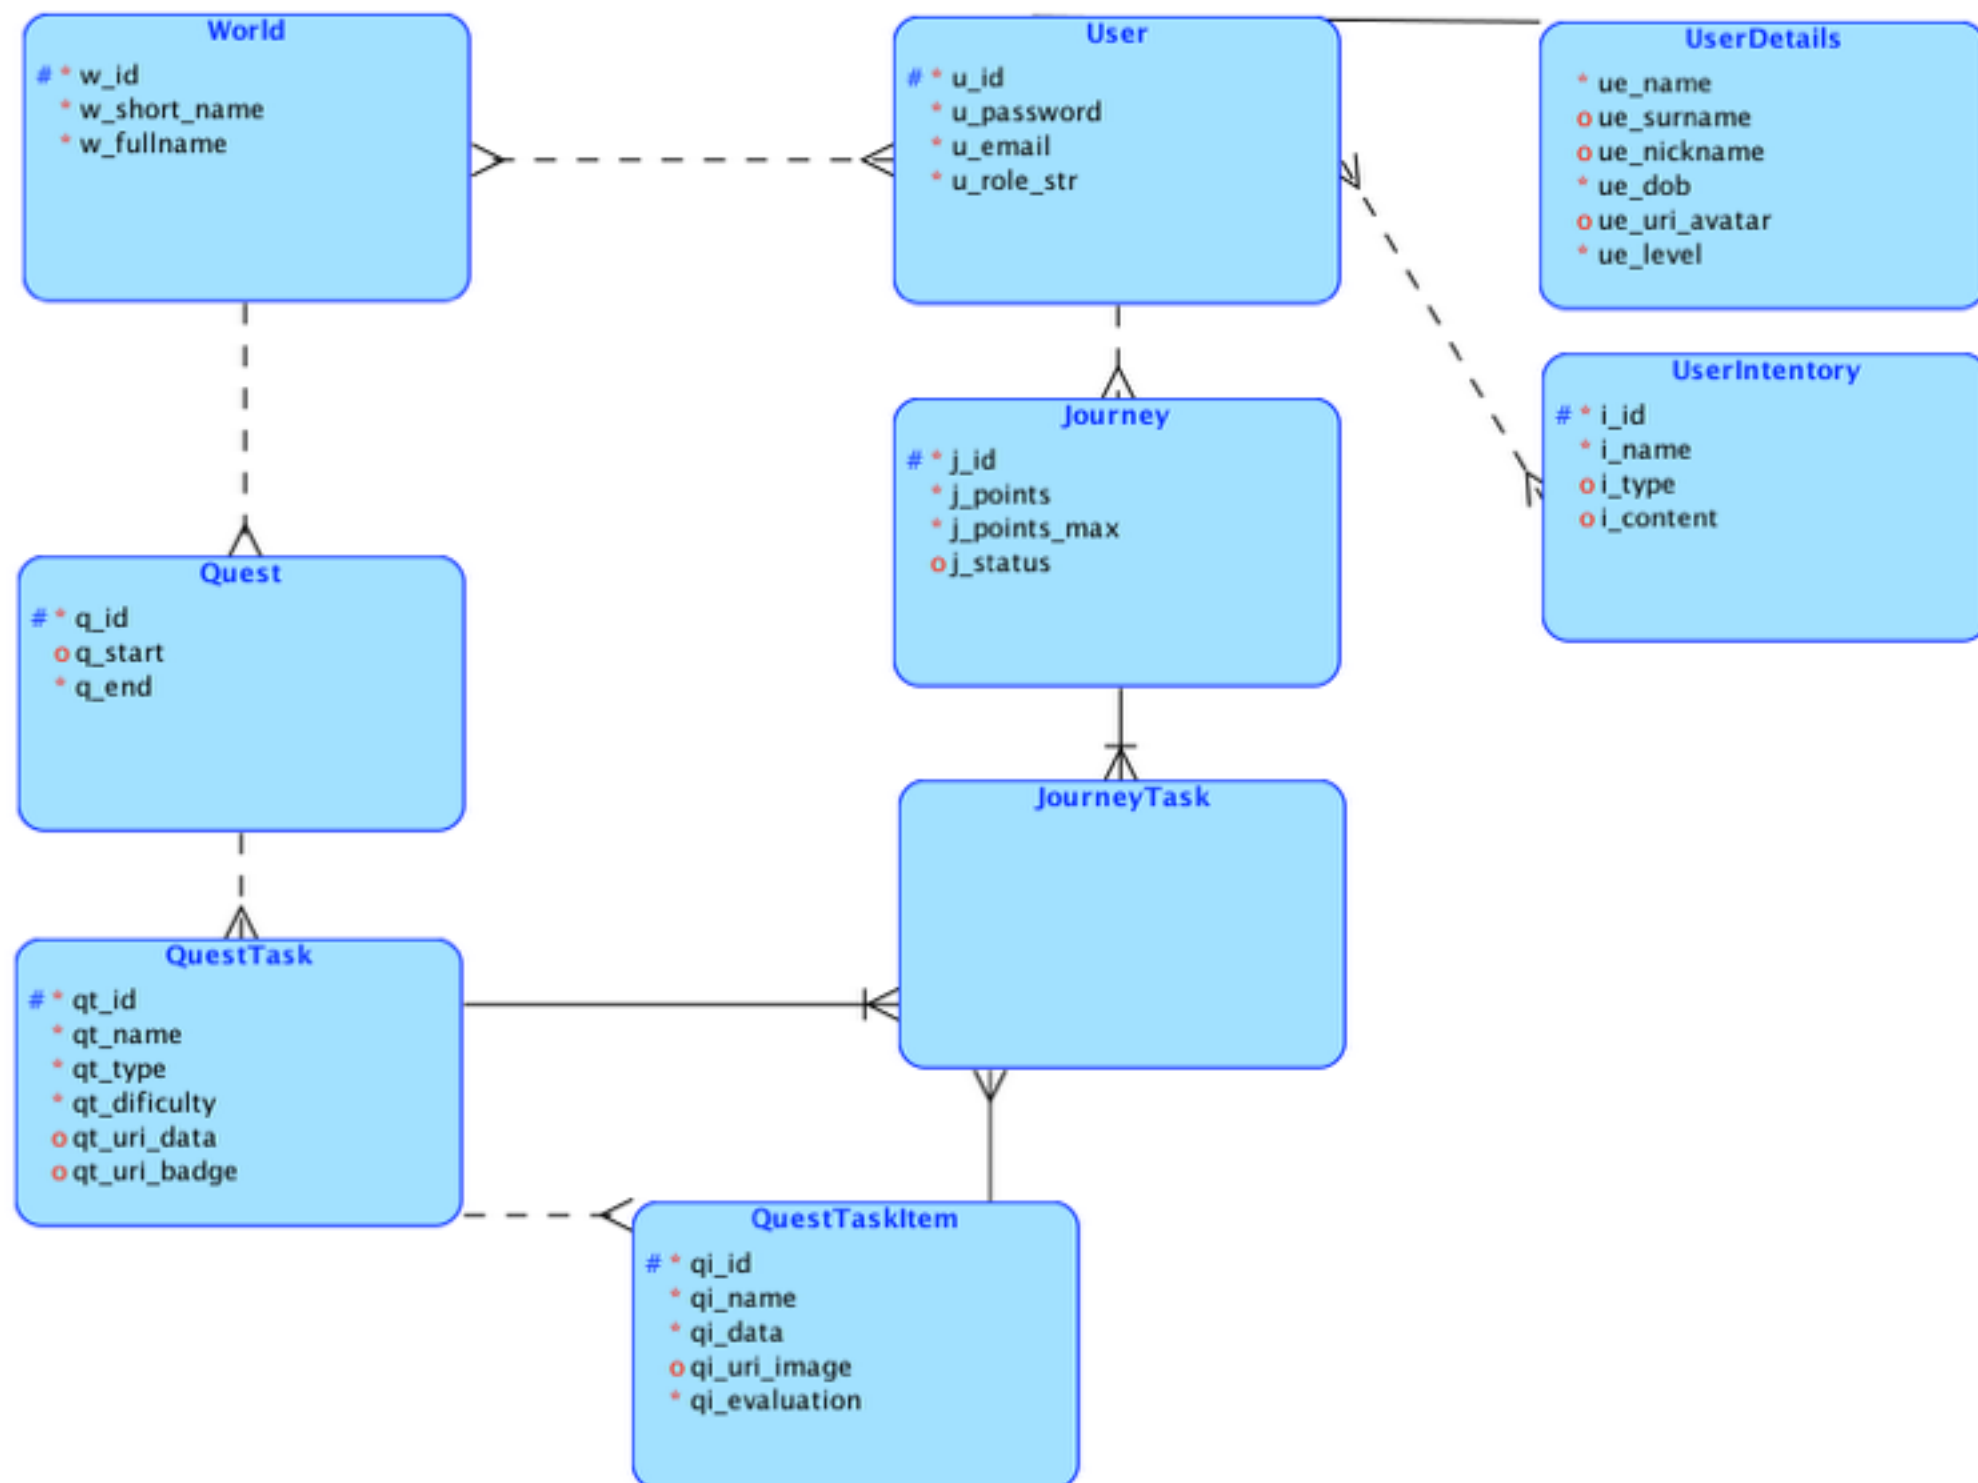 World
# * w_id
* w_short_name
* w_fullname
User
# * u_id
* u_password
* u_email
* u_role_str
UserDetails
* ue_name
o ue_surname
o ue_nickname
* ue_dob
o ue_uri_avatar
* ue_level
UserIntentory
# * i_id
* i_name
o i_type
o i_content
Journey
# * j_id
* j_points
* j_points_max
o j_status
Quest
# * q_id
o q_start
* q_end
JourneyTask
QuestTask
# * qt_id
* qt_name
* qt_type
* qt_dificulty
o qt_uri_data
o qt_uri_badge
QuestTaskItem
# * qi_id
* qi_name
* qi_data
o qi_uri_image
* qi_evaluation